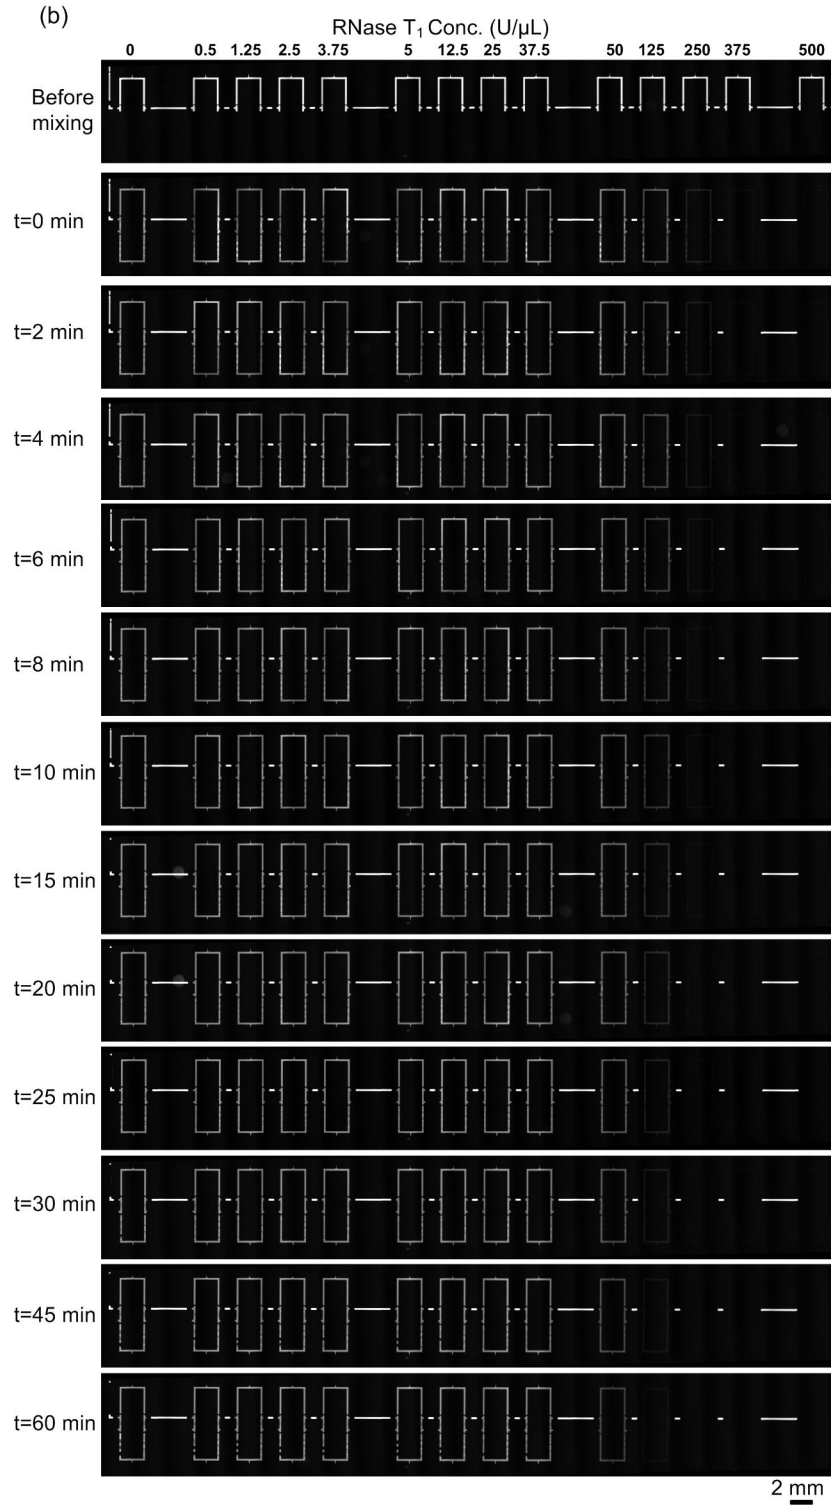 (b)
RNase T₁ Conc. (U/µL)
0 0.5 1.25 2.5 3.75 5 12.5 25 37.5 50 125 250 375 500
Before
mixing
t=0 min
t=2 min
t=4 min
t=6 min
t=8 min
t=10 min
t=15 min
t=20 min
t=25 min
t=30 min
t=45 min
t=60 min
2 mm